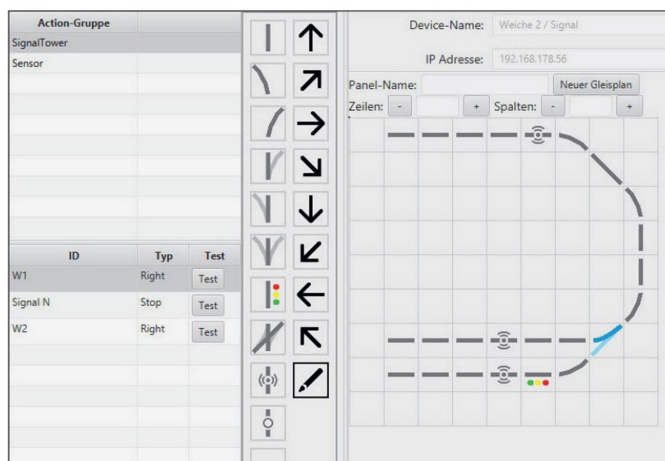 Action-Gruppe
SignalTower
Sensor
ID Typ Test
W1 Right Test
Signal N Stop Test
W2 Right Test
Device-Name: Weiche 2 / Signal
IP Adresse: 192.168.178.56
Panel-Name: Neuer Gleisplan
Zeilen: - + Spalten: - +